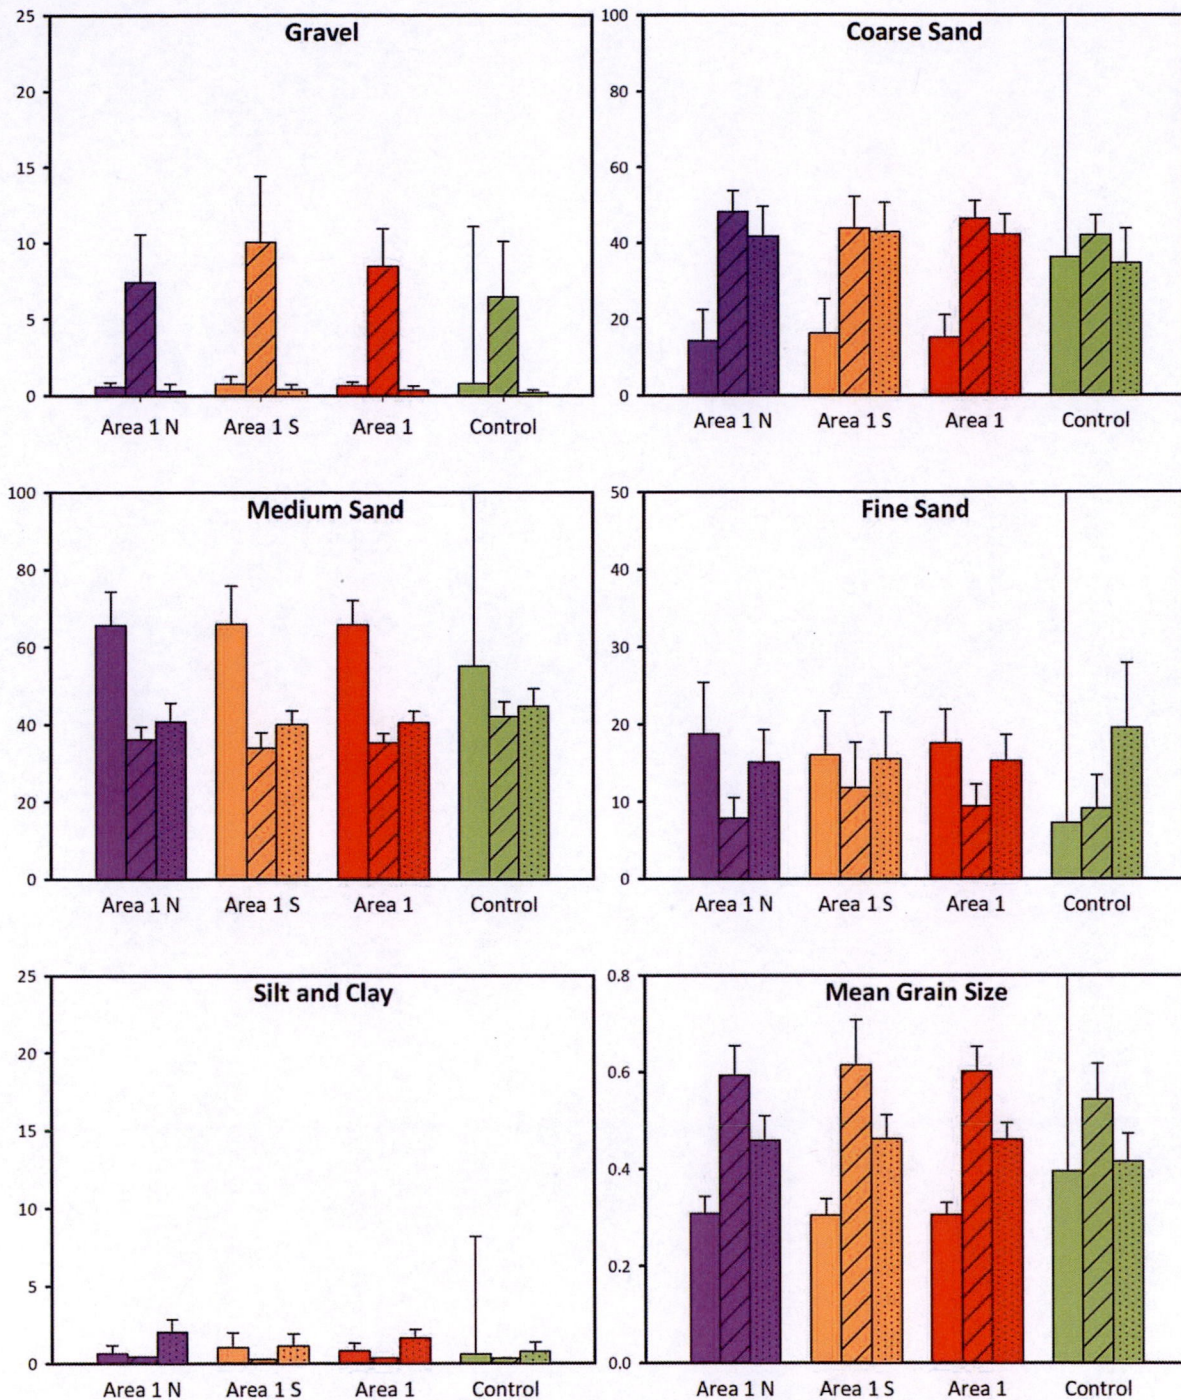 Gravel
25
20
15
10
5
0
Area 1 N Area 1 S Area 1 Control
Coarse Sand
100
80
60
40
20
0
Area 1 N Area 1 S Area 1 Control
Medium Sand
100
80
60
40
20
0
Area 1 N Area 1 S Area 1 Control
Fine Sand
50
40
30
20
10
0
Area 1 N Area 1 S Area 1 Control
Silt and Clay
25
20
15
10
5
0
Area 1 N Area 1 S Area 1 Control
Mean Grain Size
0.8
0.6
0.4
0.2
0.0
Area 1 N Area 1 S Area 1 Control